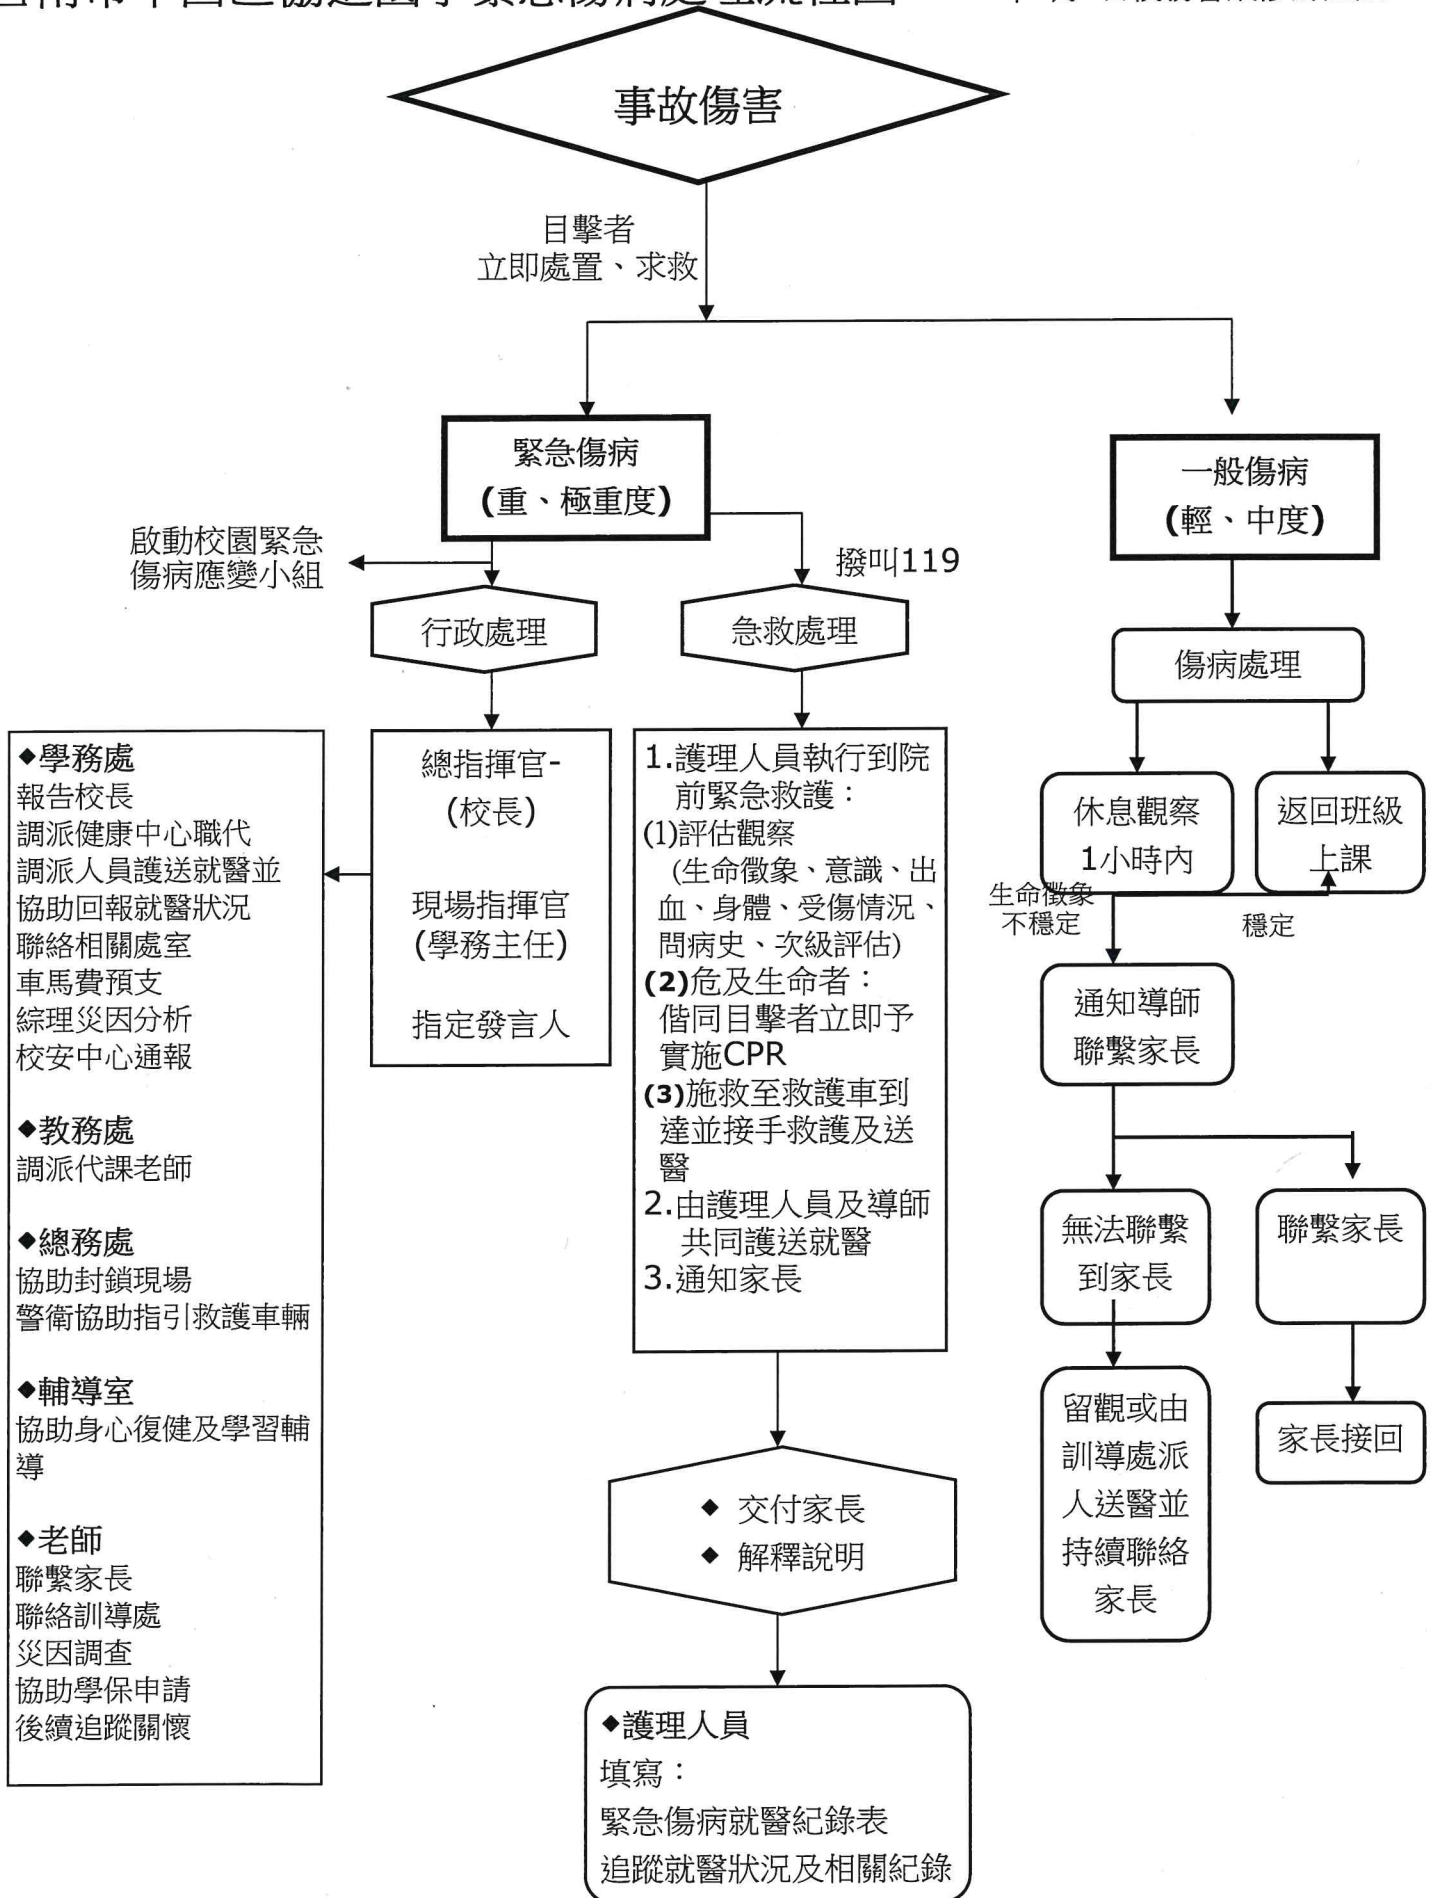 事故傷害
目擊者
立即處置、求救
緊急傷病
(重、極重度)
一般傷病
(輕、中度)
啟動校園緊急
傷病應變小組
撥叫119
行政處理
急救處理
傷病處理
◆學務處
報告校長
調派健康中心職代
調派人員護送就醫並
協助回報就醫狀況
聯絡相關處室
車馬費預支
綜理災因分析
校安中心通報
◆教務處
調派代課老師
◆總務處
協助封鎖現場
警衛協助指引救護車輛
◆輔導室
協助身心復健及學習輔
導
◆老師
聯繫家長
聯絡訓導處
災因調查
協助學保申請
後續追蹤關懷
總指揮官-
(校長)
現場指揮官
(學務主任)
指定發言人
1.護理人員執行到院
前緊急救護：
(1)評估觀察
(生命徵象、意識、出
血、身體、受傷情況、
問病史、次級評估)
(2)危及生命者：
偕同目擊者立即予
實施CPR
(3)施救至救護車到
達並接手救護及送
醫
2.由護理人員及導師
共同護送就醫
3.通知家長
◆ 交付家長
◆ 解釋說明
◆護理人員
填寫：
緊急傷病就醫紀錄表
追蹤就醫狀況及相關紀錄
休息觀察
1小時內
返回班級
上課
生命徵象
不穩定
穩定
通知導師
聯繫家長
無法聯繫
到家長
聯繫家長
留觀或由
訓導處派
人送醫並
持續聯絡
家長
家長接回